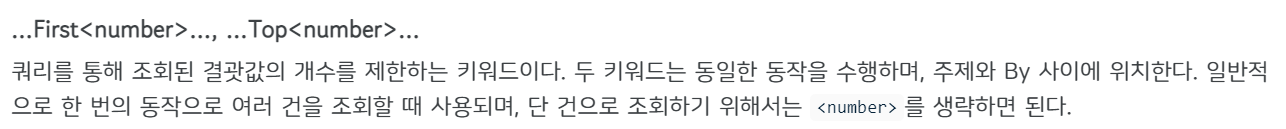 ...First<number>..., ...Top<number>...
쿼리를 통해 조회된 결괏값의 개수를 제한하는 키워드이다. 두 키워드는 동일한 동작을 수행하며, 주제와 By 사이에 위치한다. 일반적
으로 한 번의 동작으로 여러 건을 조회할 때 사용되며, 단 건으로 조회하기 위해서는 <number> 를 생략하면 된다.